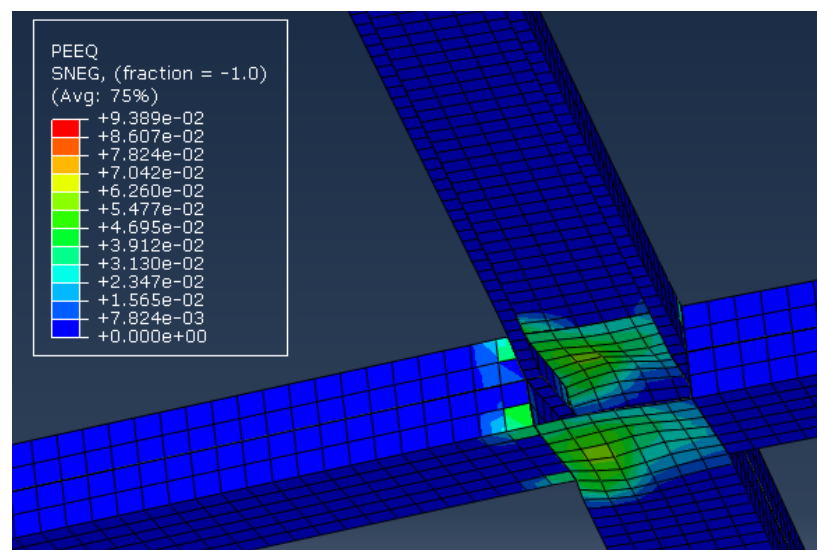 PEEQ
SNEG, (fraction = -1.0)
(Avg: 75%)
+9.389e-02
+8.607e-02
+7.824e-02
+7.042e-02
+6.260e-02
+5.477e-02
+4.695e-02
+3.912e-02
+3.130e-02
+2.347e-02
+1.565e-02
+7.824e-03
+0.000e+00